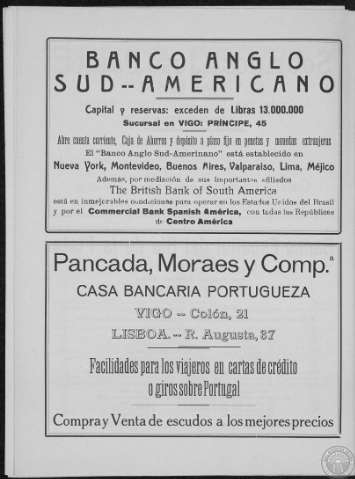 BANCO ANGLO
SUD--AMERICANO
Capital y reservas: exceden de Libras 13.000.000
Sucursal en VIGO: PRÍNCIPE, 45
Abre cuenta corriente, Caja de Ahorros y depósito a plazo fijo en pesetas y monedas extranjeras
El "Banco Anglo Sud-Amerinano" está establecido en
Nueva York, Montevideo, Buenos Aires, Valparaiso, Lima, Méjico
Además, por mediación de sus importantes afiliados
The British Bank of South America
está en inmejorables condiciones para operar en los Estados Unidos del Brasil
y por el Commercial Bank Spanish América, con todas las Repúblicas
de Centro América
Pancada, Moraes y Comp.ª
CASA BANCARIA PORTUGUEZA
VIGO -- Colón, 21
LISBOA.-- R. Augusta, 37
Facilidades para los viajeros en cartas de crédito
o giros sobre Portugal
Compra y Venta de escudos a los mejores precios